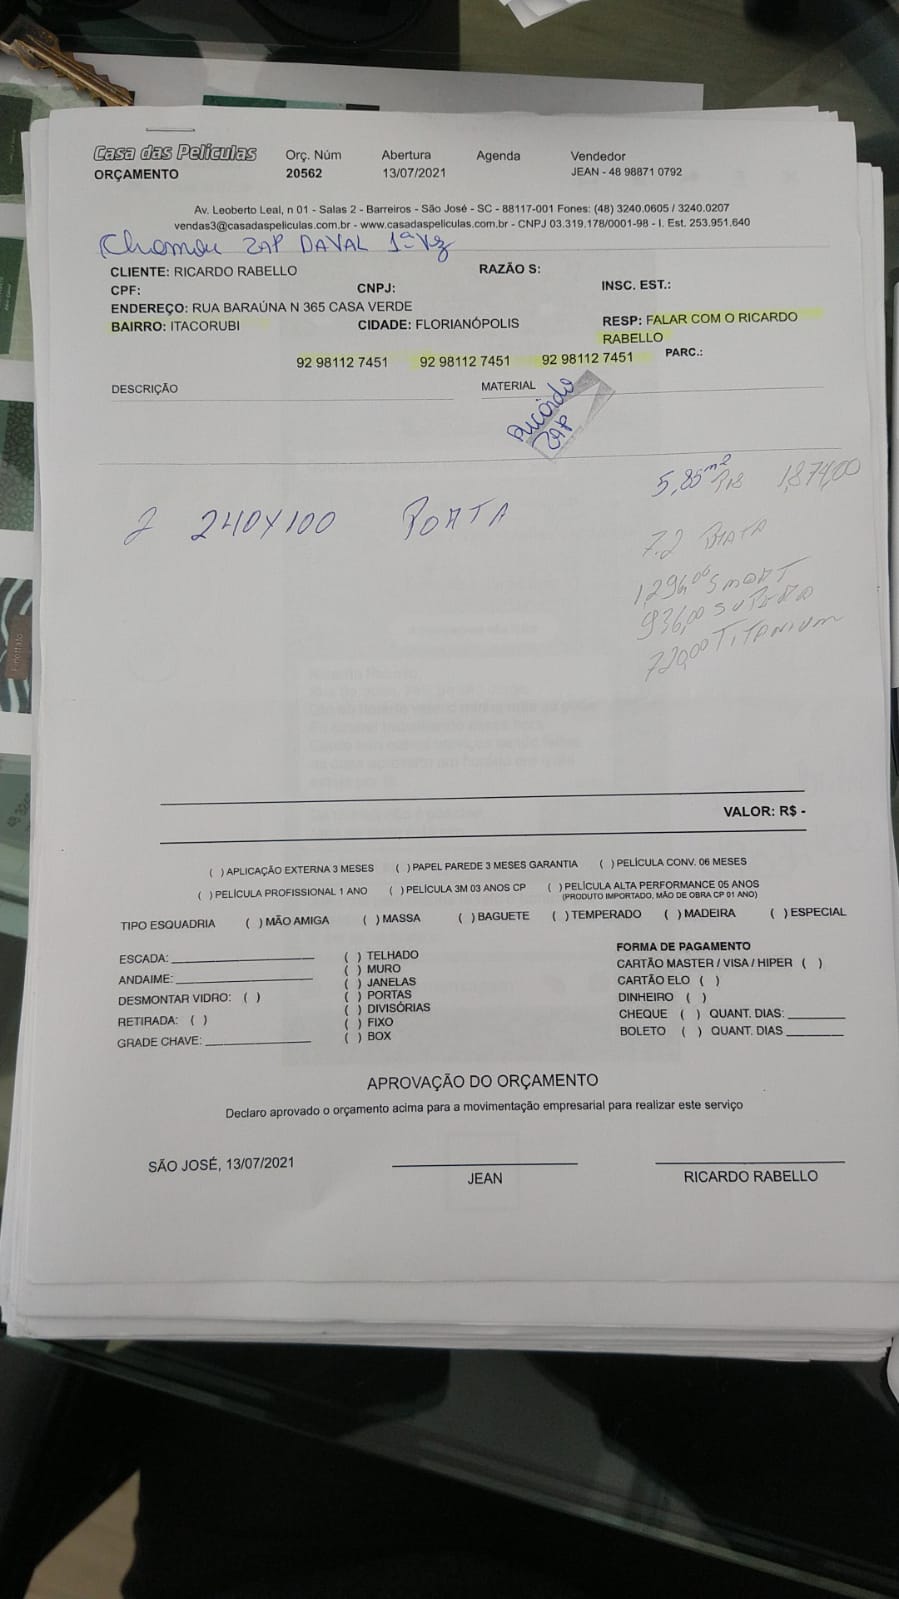 Casa das Películas Orç. Núm Abertura Agenda Vendedor
ORÇAMENTO 20562 13/07/2021 JEAN - 48 98871 0792
Av. Leoberto Leal, n 01 - Salas 2 - Barreiros - São José - SC - 88117-001 Fones: (48) 3240.0605 / 3240.0207
vendas3@casadaspeliculas.com.br - www.casadaspeliculas.com.br - CNPJ 03.319.178/0001-98 - I. Est. 253.951.640
Chamou ZAP DAVAL 1ª Vez
CLIENTE: RICARDO RABELLO RAZÃO S:
CPF: CNPJ: INSC. EST.:
ENDEREÇO: RUA BARAÚNA N 365 CASA VERDE
BAIRRO: ITACORUBI CIDADE: FLORIANÓPOLIS RESP: FALAR COM O RICARDO
RABELLO
92 98112 7451 92 98112 7451 92 98112 7451 PARC.:
DESCRIÇÃO MATERIAL
Ricardo
ZAP
5,85m² 1.874,00
2 240X100 PORTA
7.2
1.296,00 SMART
936,00
720,00 TITANIUM
VALOR: R$ -
( ) APLICAÇÃO EXTERNA 3 MESES ( ) PAPEL PAREDE 3 MESES GARANTIA ( ) PELÍCULA CONV. 06 MESES
( ) PELÍCULA PROFISSIONAL 1 ANO ( ) PELÍCULA 3M 03 ANOS CP ( ) PELÍCULA ALTA PERFORMANCE 05 ANOS
(PRODUTO IMPORTADO, MÃO DE OBRA CP 01 ANO)
TIPO ESQUADRIA ( ) MÃO AMIGA ( ) MASSA ( ) BAGUETE ( ) TEMPERADO ( ) MADEIRA ( ) ESPECIAL
ESCADA: ( ) TELHADO FORMA DE PAGAMENTO
( ) MURO CARTÃO MASTER / VISA / HIPER ( )
ANDAIME: ( ) JANELAS CARTÃO ELO ( )
DESMONTAR VIDRO: ( ) ( ) PORTAS DINHEIRO ( )
( ) DIVISÓRIAS CHEQUE ( ) QUANT. DIAS:
RETIRADA: ( ) ( ) FIXO BOLETO ( ) QUANT. DIAS
GRADE CHAVE: ( ) BOX
APROVAÇÃO DO ORÇAMENTO
Declaro aprovado o orçamento acima para a movimentação empresarial para realizar este serviço
SÃO JOSÉ, 13/07/2021
JEAN RICARDO RABELLO